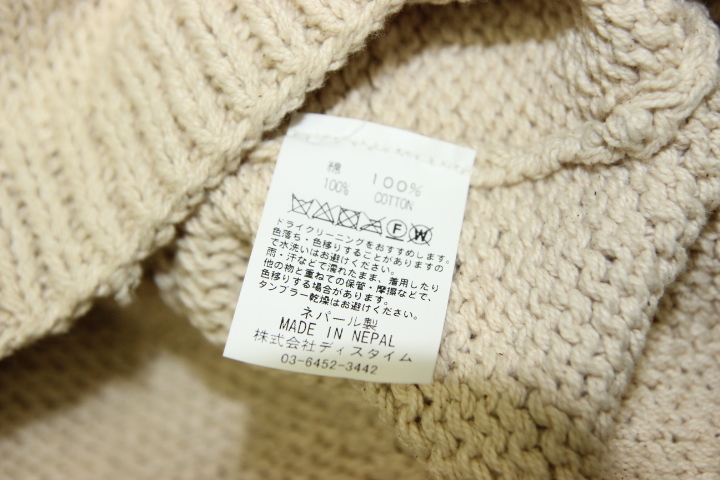 綿 100%
100% COTTON
F W
ドライクリーニングをおすすめします。
色落ち・色移りすることがありますの
で水洗いはお避けください。
雨・汗などで濡れたまま、着用したり
他の物と重ねての保管・摩擦などで、
色移りする場合があります。
タンブラー乾燥はお避けください。
ネパール製
MADE IN NEPAL
株式会社ディスタイム
03-6452-3442